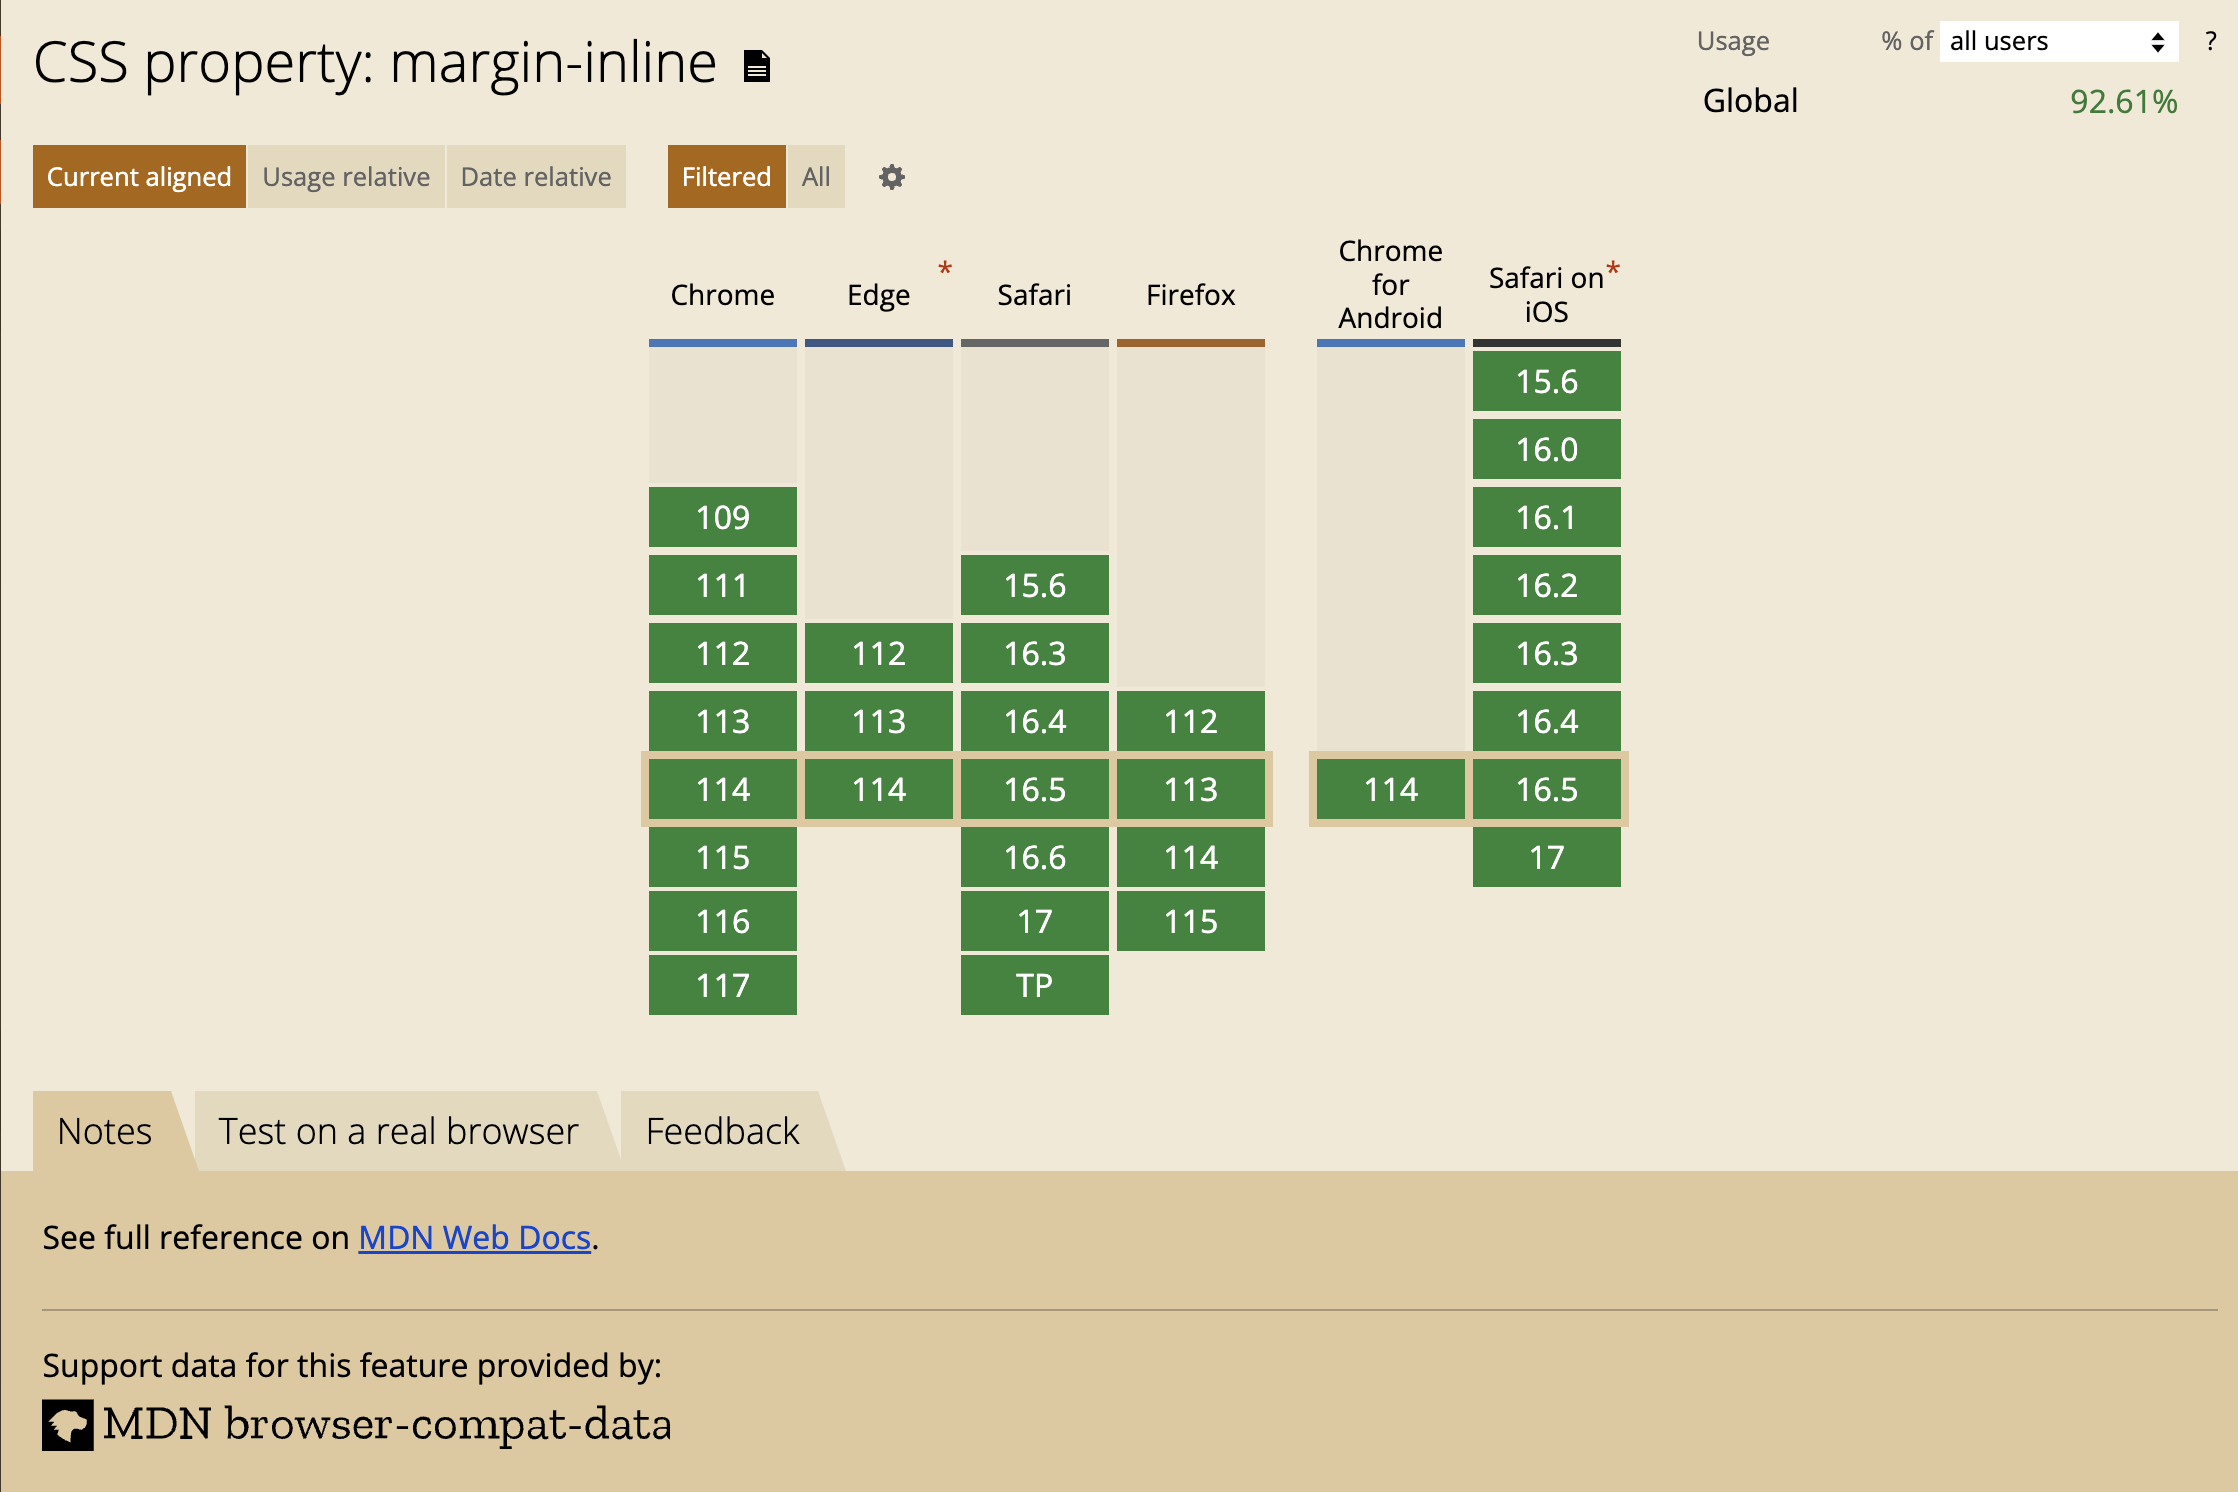 CSS property: margin-inline
Usage % of all users ?
Global 92.61%
Current aligned Usage relative Date relative Filtered All
Chrome Edge * Safari Firefox Chrome for Android Safari on * iOS
15.6
16.0
109 16.1
111 15.6 16.2
112 112 16.3 16.3
113 113 16.4 112 16.4
114 114 16.5 113 114 16.5
115 16.6 114 17
116 17 115
117 TP
Notes Test on a real browser Feedback
See full reference on MDN Web Docs.
Support data for this feature provided by:
MDN browser-compat-data